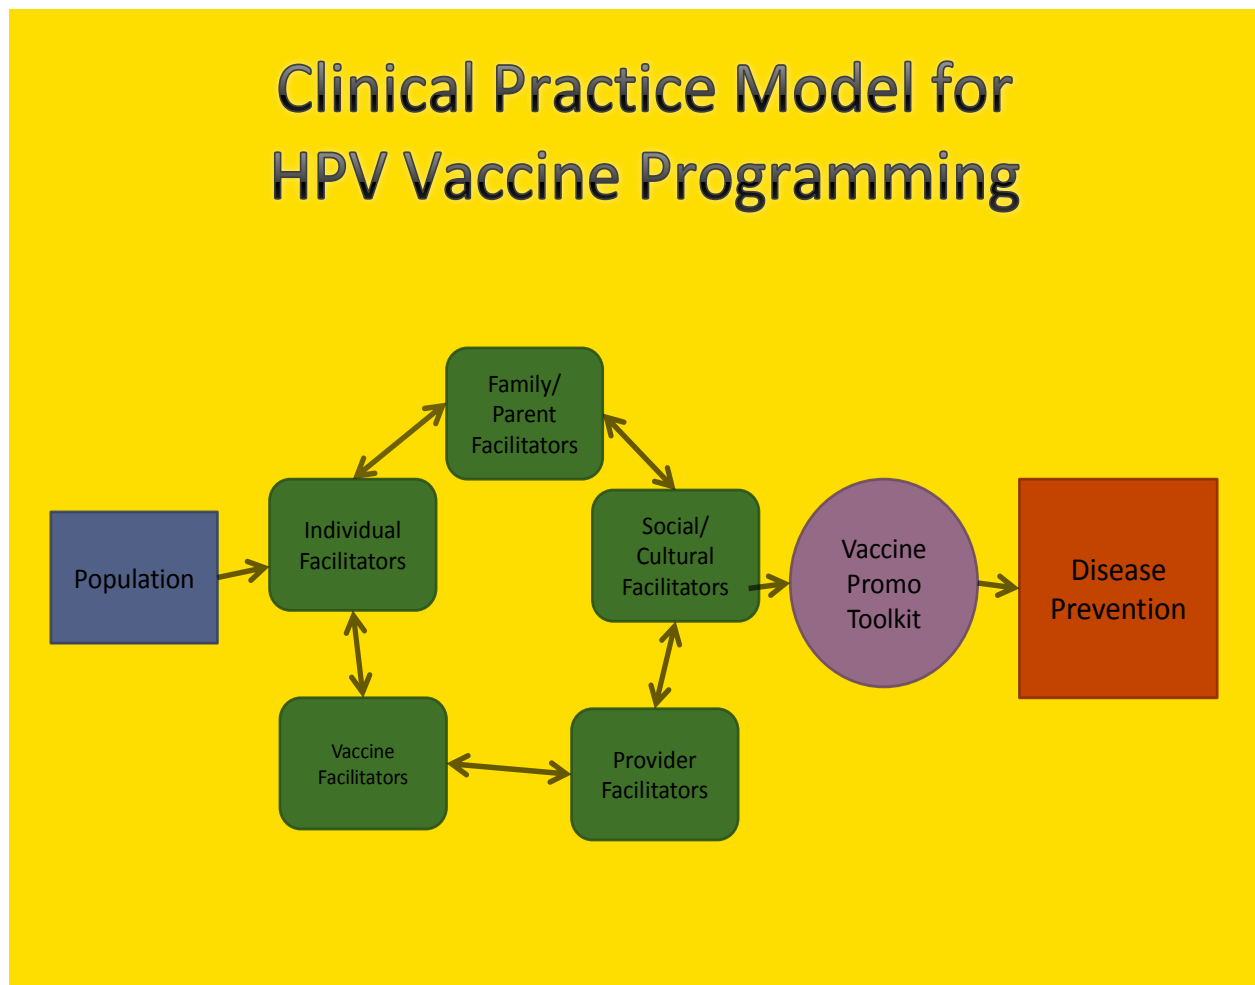 Clinical Practice Model for
HPV Vaccine Programming
Family/
Parent
Facilitators
Individual
Facilitators
Social/
Cultural
Facilitators
Population
Vaccine
Promo
Toolkit
Disease
Prevention
Vaccine
Facilitators
Provider
Facilitators